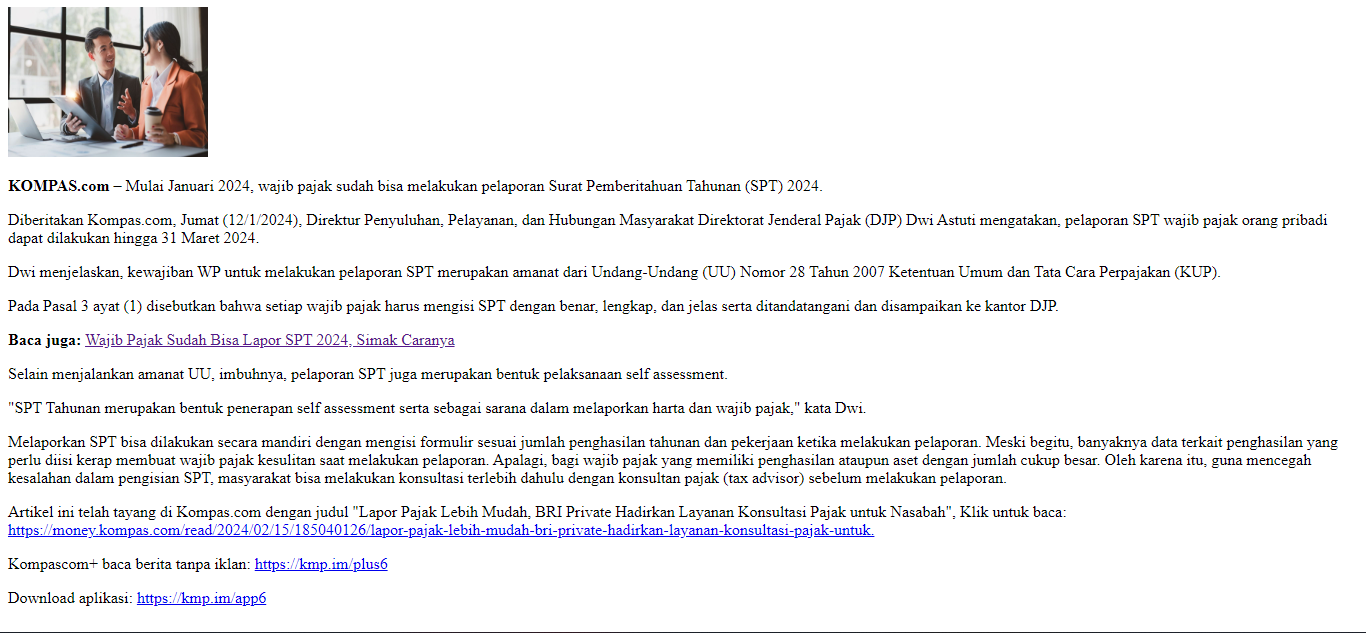 KOMPAS.com – Mulai Januari 2024, wajib pajak sudah bisa melakukan pelaporan Surat Pemberitahuan Tahunan (SPT) 2024.
Diberitakan Kompas.com, Jumat (12/1/2024), Direktur Penyuluhan, Pelayanan, dan Hubungan Masyarakat Direktorat Jenderal Pajak (DJP) Dwi Astuti mengatakan, pelaporan SPT wajib pajak orang pribadi
dapat dilakukan hingga 31 Maret 2024.
Dwi menjelaskan, kewajiban WP untuk melakukan pelaporan SPT merupakan amanat dari Undang-Undang (UU) Nomor 28 Tahun 2007 Ketentuan Umum dan Tata Cara Perpajakan (KUP).
Pada Pasal 3 ayat (1) disebutkan bahwa setiap wajib pajak harus mengisi SPT dengan benar, lengkap, dan jelas serta ditandatangani dan disampaikan ke kantor DJP.
Baca juga: Wajib Pajak Sudah Bisa Lapor SPT 2024, Simak Caranya
Selain menjalankan amanat UU, imbuhnya, pelaporan SPT juga merupakan bentuk pelaksanaan self assessment.
"SPT Tahunan merupakan bentuk penerapan self assessment serta sebagai sarana dalam melaporkan harta dan wajib pajak," kata Dwi.
Melaporkan SPT bisa dilakukan secara mandiri dengan mengisi formulir sesuai jumlah penghasilan tahunan dan pekerjaan ketika melakukan pelaporan. Meski begitu, banyaknya data terkait penghasilan yang
perlu diisi kerap membuat wajib pajak kesulitan saat melakukan pelaporan. Apalagi, bagi wajib pajak yang memiliki penghasilan ataupun aset dengan jumlah cukup besar. Oleh karena itu, guna mencegah
kesalahan dalam pengisian SPT, masyarakat bisa melakukan konsultasi terlebih dahulu dengan konsultan pajak (tax advisor) sebelum melakukan pelaporan.
Artikel ini telah tayang di Kompas.com dengan judul "Lapor Pajak Lebih Mudah, BRI Private Hadirkan Layanan Konsultasi Pajak untuk Nasabah", Klik untuk baca:
https://money.kompas.com/read/2024/02/15/185040126/lapor-pajak-lebih-mudah-bri-private-hadirkan-layanan-konsultasi-pajak-untuk.
Kompascom+ baca berita tanpa iklan: https://kmp.im/plus6
Download aplikasi: https://kmp.im/app6